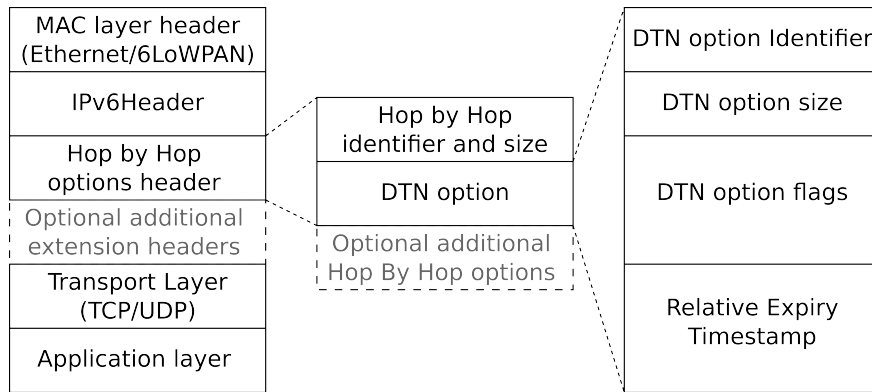 MAC layer header
(Ethernet/6LoWPAN)
IPv6Header
Hop by Hop
options header
Optional additional
extension headers
Transport Layer
(TCP/UDP)
Application layer
Hop by Hop
identifier and size
DTN option
Optional additional
Hop By Hop options
DTN option Identifier
DTN option size
DTN option flags
Relative Expiry
Timestamp